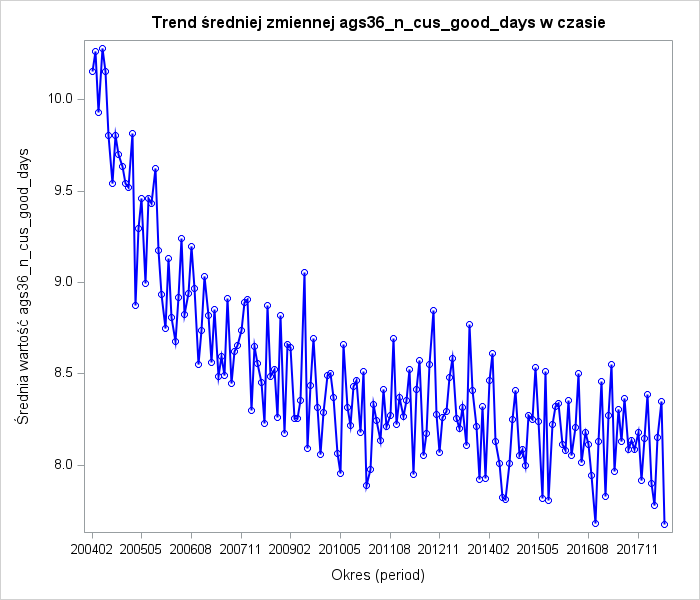 Trend średniej zmiennej ags36_n_cus_good_days w czasie
Średnia wartość ags36_n_cus_good_days
10.0
9.5
9.0
8.5
8.0
200402 200505 200608 200711 200902 201005 201108 201211 201402 201505 201608 201711
Okres (period)